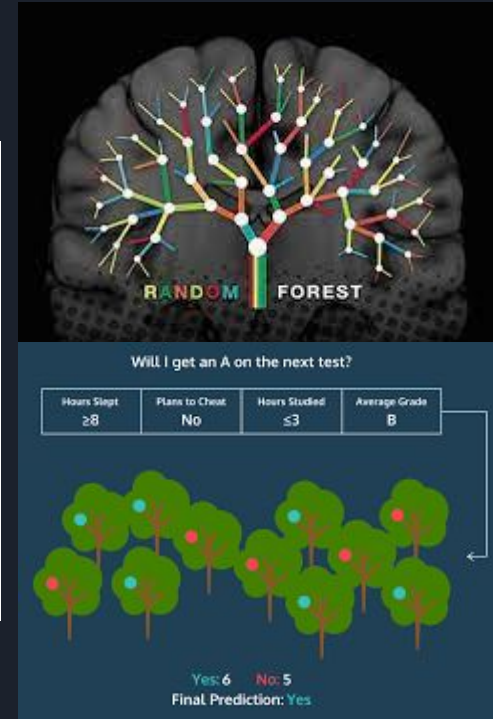 RANDOM FOREST
Will I get an A on the next test?
Hours Slept Plans to Cheat Hours Studied Average Grade
≥8 No ≤3 B
Yes: 6 No: 5
Final Prediction: Yes